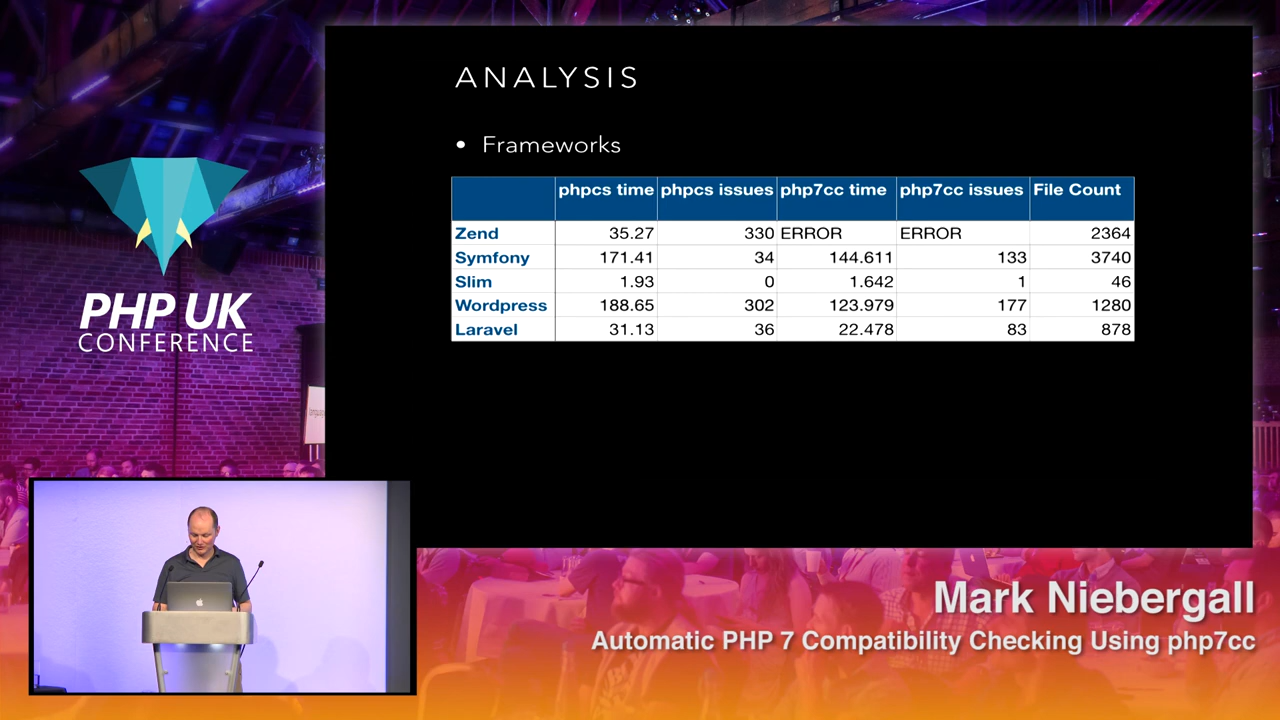 ANALYSIS
• Frameworks
phpcs time phpcs issues php7cc time php7cc issues File Count
Zend 35.27 330 ERROR ERROR 2364
Symfony 171.41 34 144.611 133 3740
Slim 1.93 0 1.642 1 46
Wordpress 188.65 302 123.979 177 1280
Laravel 31.13 36 22.478 83 878
PHP UK
CONFERENCE
Mark Niebergall
Automatic PHP 7 Compatibility Checking Using php7cc